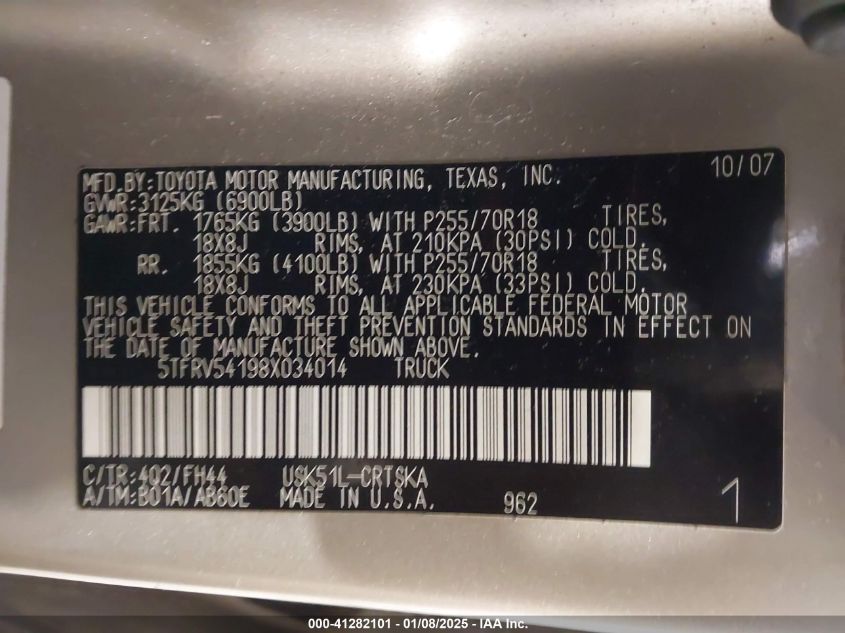 10/07
MFD.BY:TOYOTA MOTOR MANUFACTURING, TEXAS, INC.
GVWR:3125KG (6900LB)
GAWR:FRT. 1765KG (3900LB) WITH P255/70R18 TIRES,
18X8J RIMS, AT 210KPA (30PSI) COLD.
RR. 1855KG (4100LB) WITH P255/70R18 TIRES,
18X8J RIMS, AT 230KPA (33PSI) COLD.
THIS VEHICLE CONFORMS TO ALL APPLICABLE FEDERAL MOTOR
VEHICLE SAFETY AND THEFT PREVENTION STANDARDS IN EFFECT ON
THE DATE OF MANUFACTURE SHOWN ABOVE.
5TFRV54198X034014 TRUCK
C/TR:4Q2/FH44 USK51L-CRTSKA
A/TM:B01A/AB60E MADE IN U.S.A. 962 1
000-41282101 - 01/08/2025 - IAA Inc.